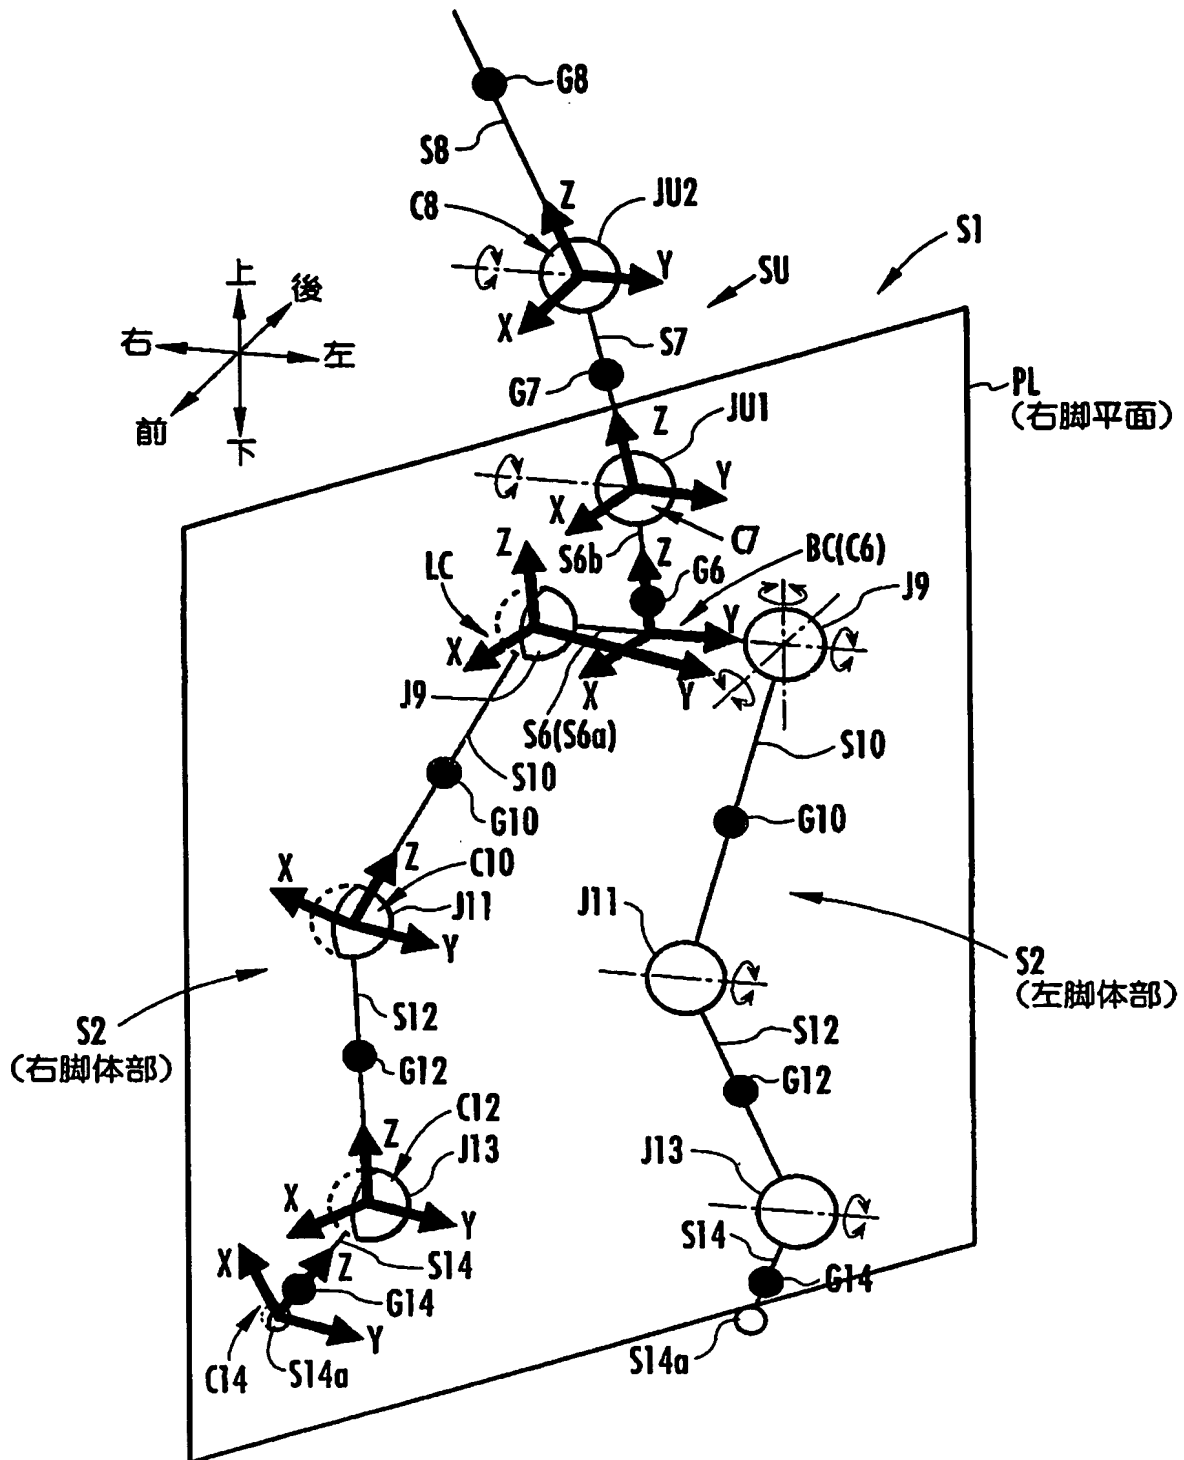 G8
S8
Z
JU2
C8
S1
Y
SU
上
後
右
左
X
S7
前
下
G7
PL
(右脚平面)
Z
JU1
Y
X
Z
C7
S6b
Z
BC(C6)
LC
G6
J9
Y
X
J9
X
Y
S6(S6a)
S10
S10
G10
G10
Z
C10
X
J11
J11
Y
S2
(左脚体部)
S12
S12
S2
(右脚体部)
G12
G12
C12
Z
J13
J13
X
Y
S14
X
Z
S14
G14
G14
Y
S14a
C14
S14a